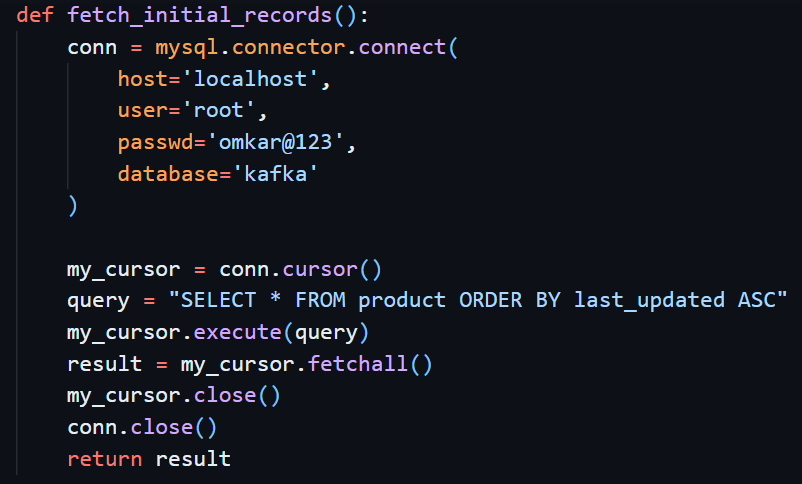 def fetch_initial_records():
    conn = mysql.connector.connect(
        host='localhost',
        user='root',
        passwd='omkar@123',
        database='kafka'
    )

    my_cursor = conn.cursor()
    query = "SELECT * FROM product ORDER BY last_updated ASC"
    my_cursor.execute(query)
    result = my_cursor.fetchall()
    my_cursor.close()
    conn.close()
    return result